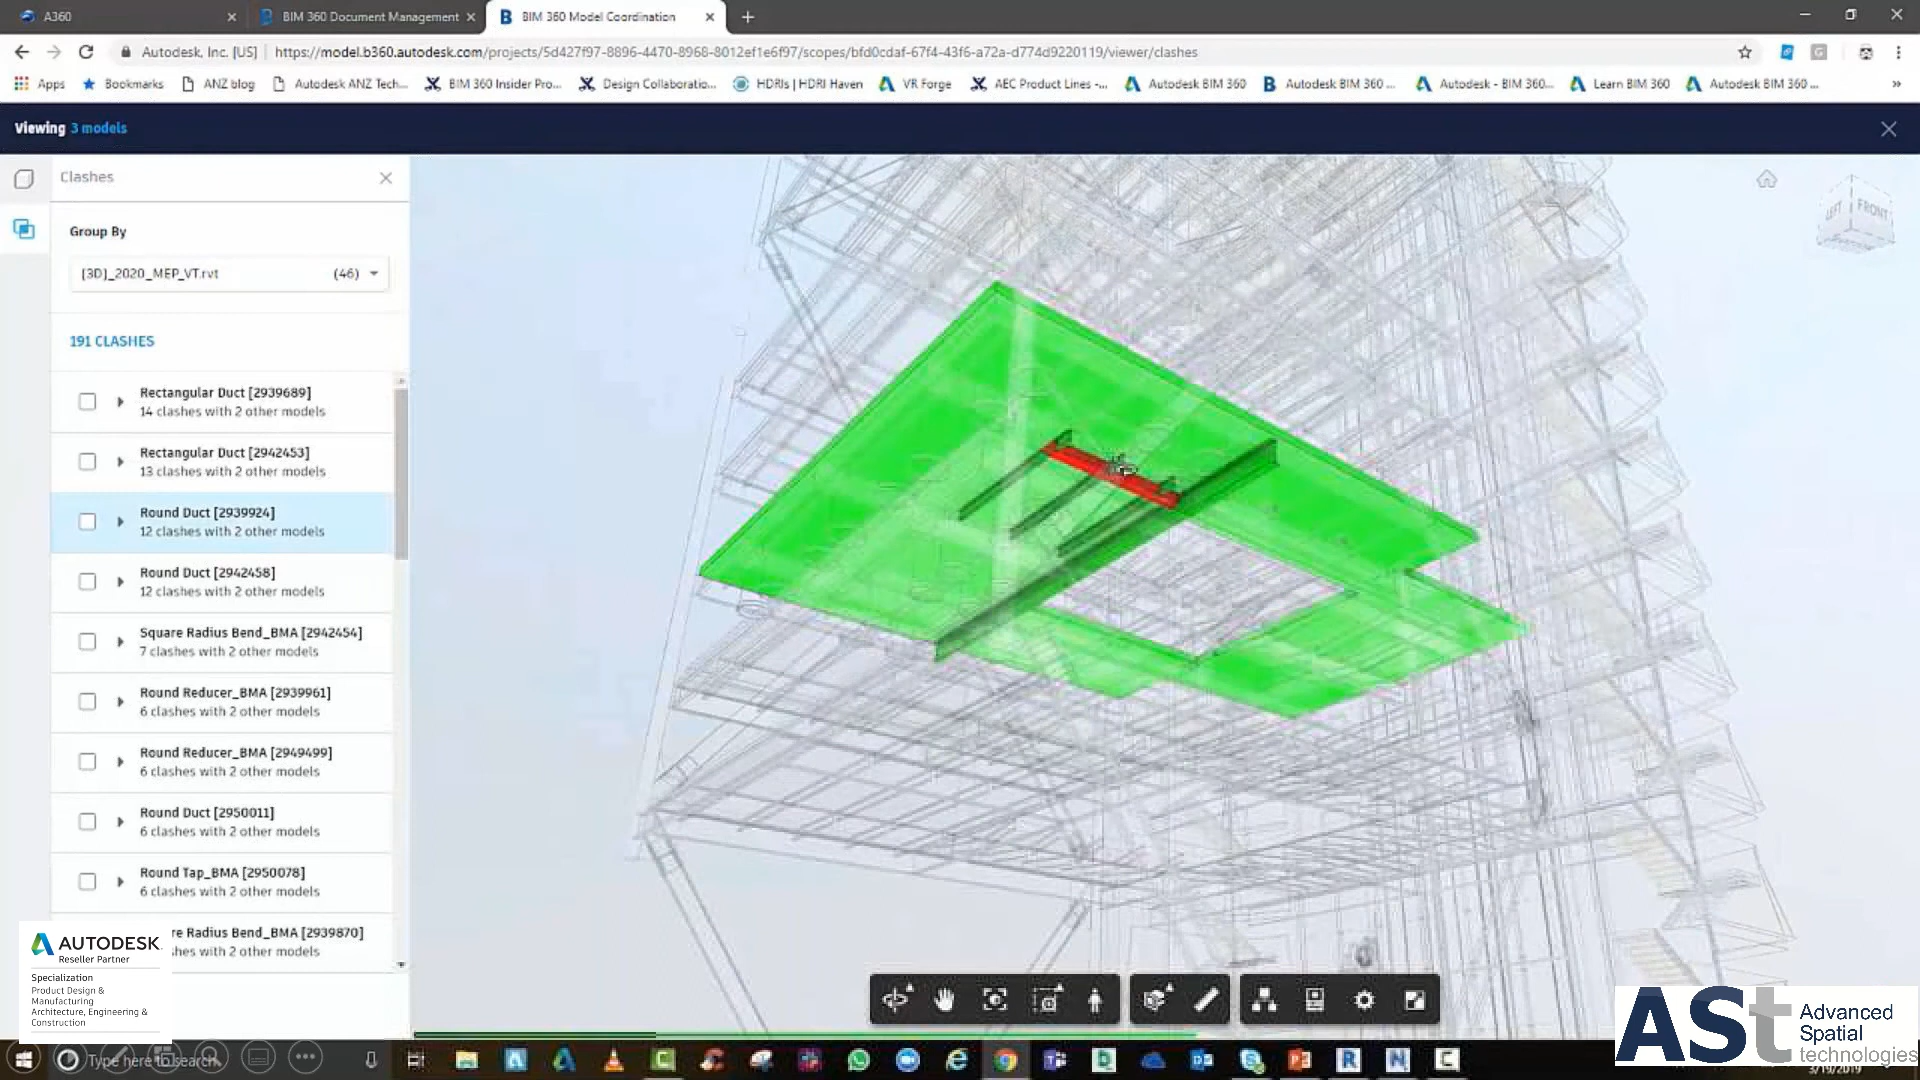 A360
BIM 360 Document Management
BIM 360 Model Coordination
Autodesk, Inc. [US]
https://model.b360.autodesk.com/projects/5d427f97-8896-4470-8968-8012ef1e6f97/scopes/bfd0cdaf-67f4-43f6-a72a-d774d9220119/viewer/clashes
Apps
Bookmarks
ANZ blog
Autodesk ANZ Tech...
BIM 360 Insider Pro...
Design Collaboratio...
HDRIs | HDRI Haven
VR Forge
AEC Product Lines -...
Autodesk BIM 360
Autodesk BIM 360 ...
Autodesk - BIM 360...
Learn BIM 360
Autodesk BIM 360 ...
Viewing 3 models
Clashes
Group By
{3D}_2020_MEP_VT.rvt (46)
191 CLASHES
Rectangular Duct [2939689]
14 clashes with 2 other models
Rectangular Duct [2942453]
13 clashes with 2 other models
Round Duct [2939924]
12 clashes with 2 other models
Round Duct [2942458]
12 clashes with 2 other models
Square Radius Bend_BMA [2942454]
7 clashes with 2 other models
Round Reducer_BMA [2939961]
6 clashes with 2 other models
Round Reducer_BMA [2949499]
6 clashes with 2 other models
Round Duct [2950011]
6 clashes with 2 other models
Round Tap_BMA [2950078]
6 clashes with 2 other models
re Radius Bend_BMA [2939870]
shes with 2 other models
LEFT
FRONT
AUTODESK
Reseller Partner
Specialization
Product Design &
Manufacturing
Architecture, Engineering &
Construction
Type here to search
ASt Advanced
Spatial
technologies
3/19/2019